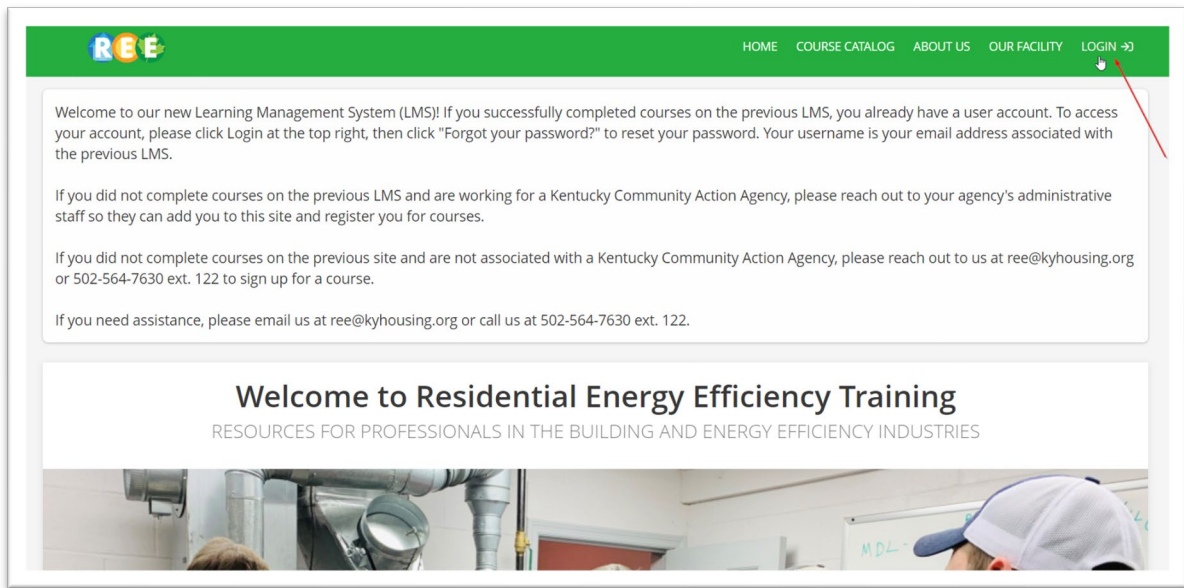 REE
HOME COURSE CATALOG ABOUT US OUR FACILITY LOGIN
Welcome to our new Learning Management System (LMS)! If you successfully completed courses on the previous LMS, you already have a user account. To access
your account, please click Login at the top right, then click "Forgot your password?" to reset your password. Your username is your email address associated with
the previous LMS.
If you did not complete courses on the previous LMS and are working for a Kentucky Community Action Agency, please reach out to your agency's administrative
staff so they can add you to this site and register you for courses.
If you did not complete courses on the previous site and are not associated with a Kentucky Community Action Agency, please reach out to us at ree@kyhousing.org
or 502-564-7630 ext. 122 to sign up for a course.
If you need assistance, please email us at ree@kyhousing.org or call us at 502-564-7630 ext. 122.
Welcome to Residential Energy Efficiency Training
RESOURCES FOR PROFESSIONALS IN THE BUILDING AND ENERGY EFFICIENCY INDUSTRIES
MDL-